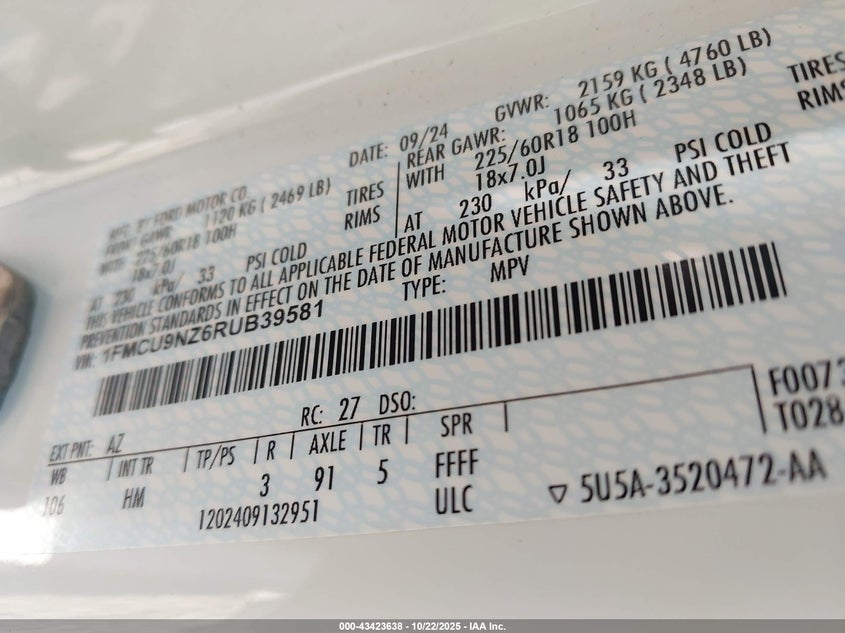 MFG. BY FORD MOTOR CO.
DATE: 09/24
GVWR: 2159 KG ( 4760 LB)
FRONT GAWR: 1120 KG ( 2469 LB)
REAR GAWR: 1065 KG ( 2348 LB)
WITH 225/60R18 100H TIRES
WITH 225/60R18 100H TIRES
18x7.0J RIMS
18x7.0J RIMS
AT 230 kPa/ 33 PSI COLD
AT 230 kPa/ 33 PSI COLD
THIS VEHICLE CONFORMS TO ALL APPLICABLE FEDERAL MOTOR VEHICLE SAFETY AND THEFT
PREVENTION STANDARDS IN EFFECT ON THE DATE OF MANUFACTURE SHOWN ABOVE.
VIN: 1FMCU9NZ6RUB39581
TYPE: MPV
F0073
T028
EXT PNT: AZ RC: 27 DSO:
WB INT TR TP/PS R AXLE TR SPR
106 HM 3 91 5 FFFF
1202409132951 ULC ▽ 5U5A-3520472-AA
000-43423638 - 10/22/2025 - IAA Inc.